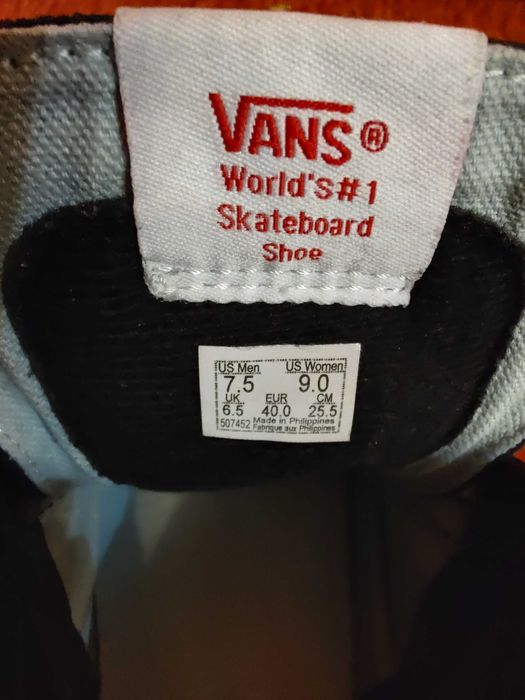 VANS®
World's#1
Skateboard
Shoe
US Men US Women
7.5 9.0
UK EUR CM
6.5 40.0 25.5
507452 Made in Philippines
Fabrique aux Philippines